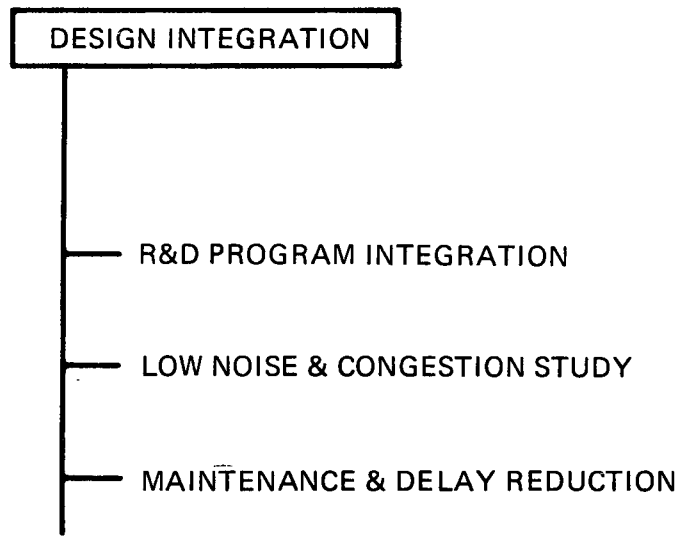 DESIGN INTEGRATION
R&D PROGRAM INTEGRATION
LOW NOISE & CONGESTION STUDY
MAINTENANCE & DELAY REDUCTION